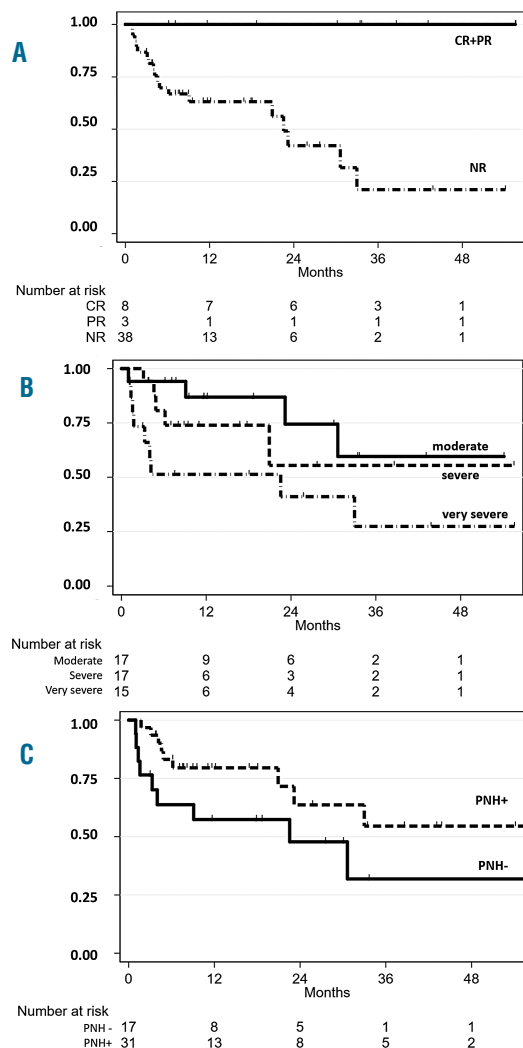 A
1.00
CR+PR
0.75
0.50
NR
0.25
0.00
0 12 24 36 48
Months
Number at risk
CR 8 7 6 3 1
PR 3 1 1 1 1
NR 38 13 6 2 1
B
1.00
0.75
moderate
0.50
severe
very severe
0.25
0.00
0 12 24 36 48
Months
Number at risk
Moderate 17 9 6 2 1
Severe 17 6 3 2 1
Very severe 15 6 4 2 1
C
1.00
0.75
PNH+
0.50
PNH-
0.25
0.00
0 12 24 36 48
Months
Number at risk
PNH - 17 8 5 1 1
PNH+ 31 13 8 5 2